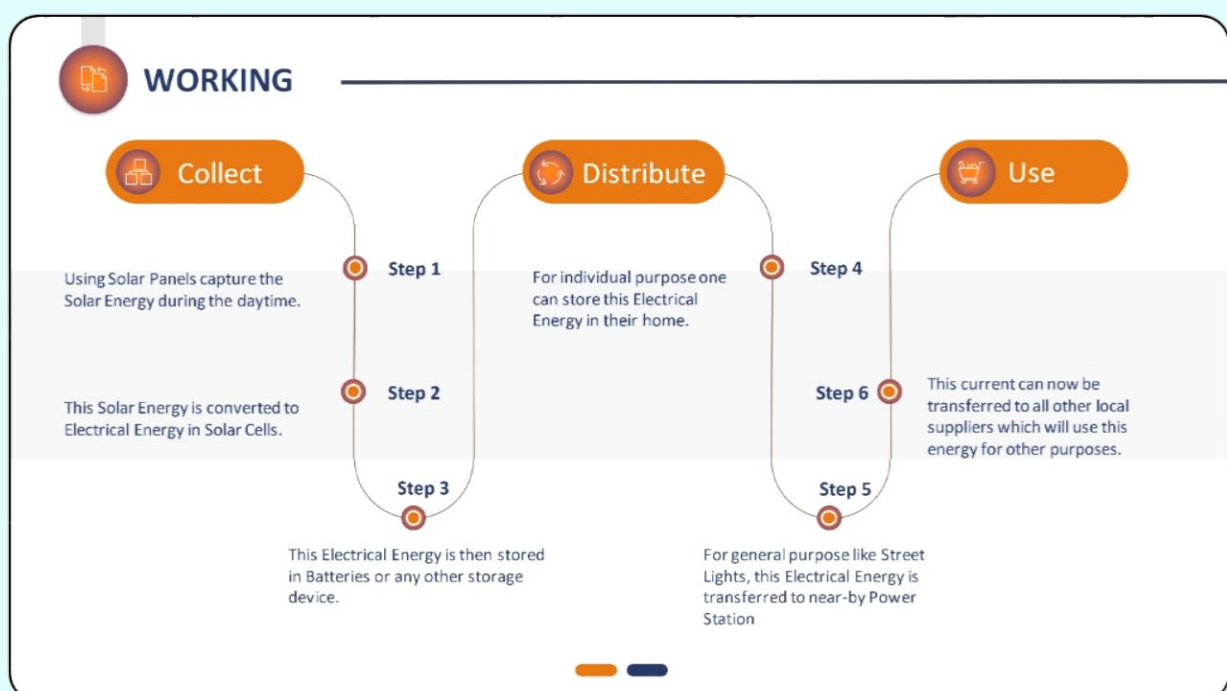 WORKING
Collect
Distribute
Use
Step 1
Using Solar Panels capture the
Solar Energy during the daytime.
Step 2
This Solar Energy is converted to
Electrical Energy in Solar Cells.
Step 3
This Electrical Energy is then stored
in Batteries or any other storage
device.
Step 4
For individual purpose one
can store this Electrical
Energy in their home.
Step 5
For general purpose like Street
Lights, this Electrical Energy is
transferred to near-by Power
Station
Step 6
This current can now be
transferred to all other local
suppliers which will use this
energy for other purposes.